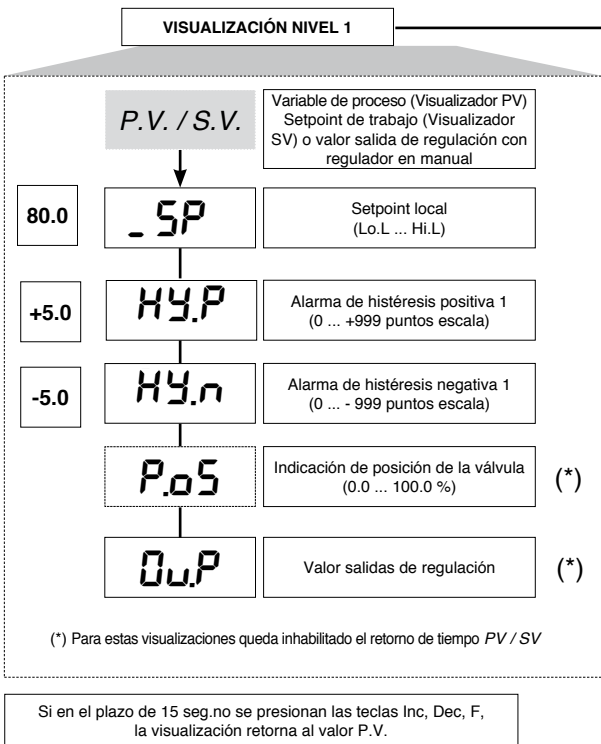 VISUALIZACIÓN NIVEL 1
P.V. / S.V.
Variable de proceso (Visualizador PV)
Setpoint de trabajo (Visualizador
SV) o valor salida de regulación con
regulador en manual
80.0
_ SP
Setpoint local
(Lo.L ... Hi.L)
+5.0
HY.P
Alarma de histéresis positiva 1
(0 ... +999 puntos escala)
-5.0
HY.n
Alarma de histéresis negativa 1
(0 ... - 999 puntos escala)
P.oS
Indicación de posición de la válvula
(0.0 ... 100.0 %)
(*)
Ou.P
Valor salidas de regulación
(*)
(*) Para estas visualizaciones queda inhabilitado el retorno de tiempo PV / SV
Si en el plazo de 15 seg.no se presionan las teclas Inc, Dec, F,
la visualización retorna al valor P.V.